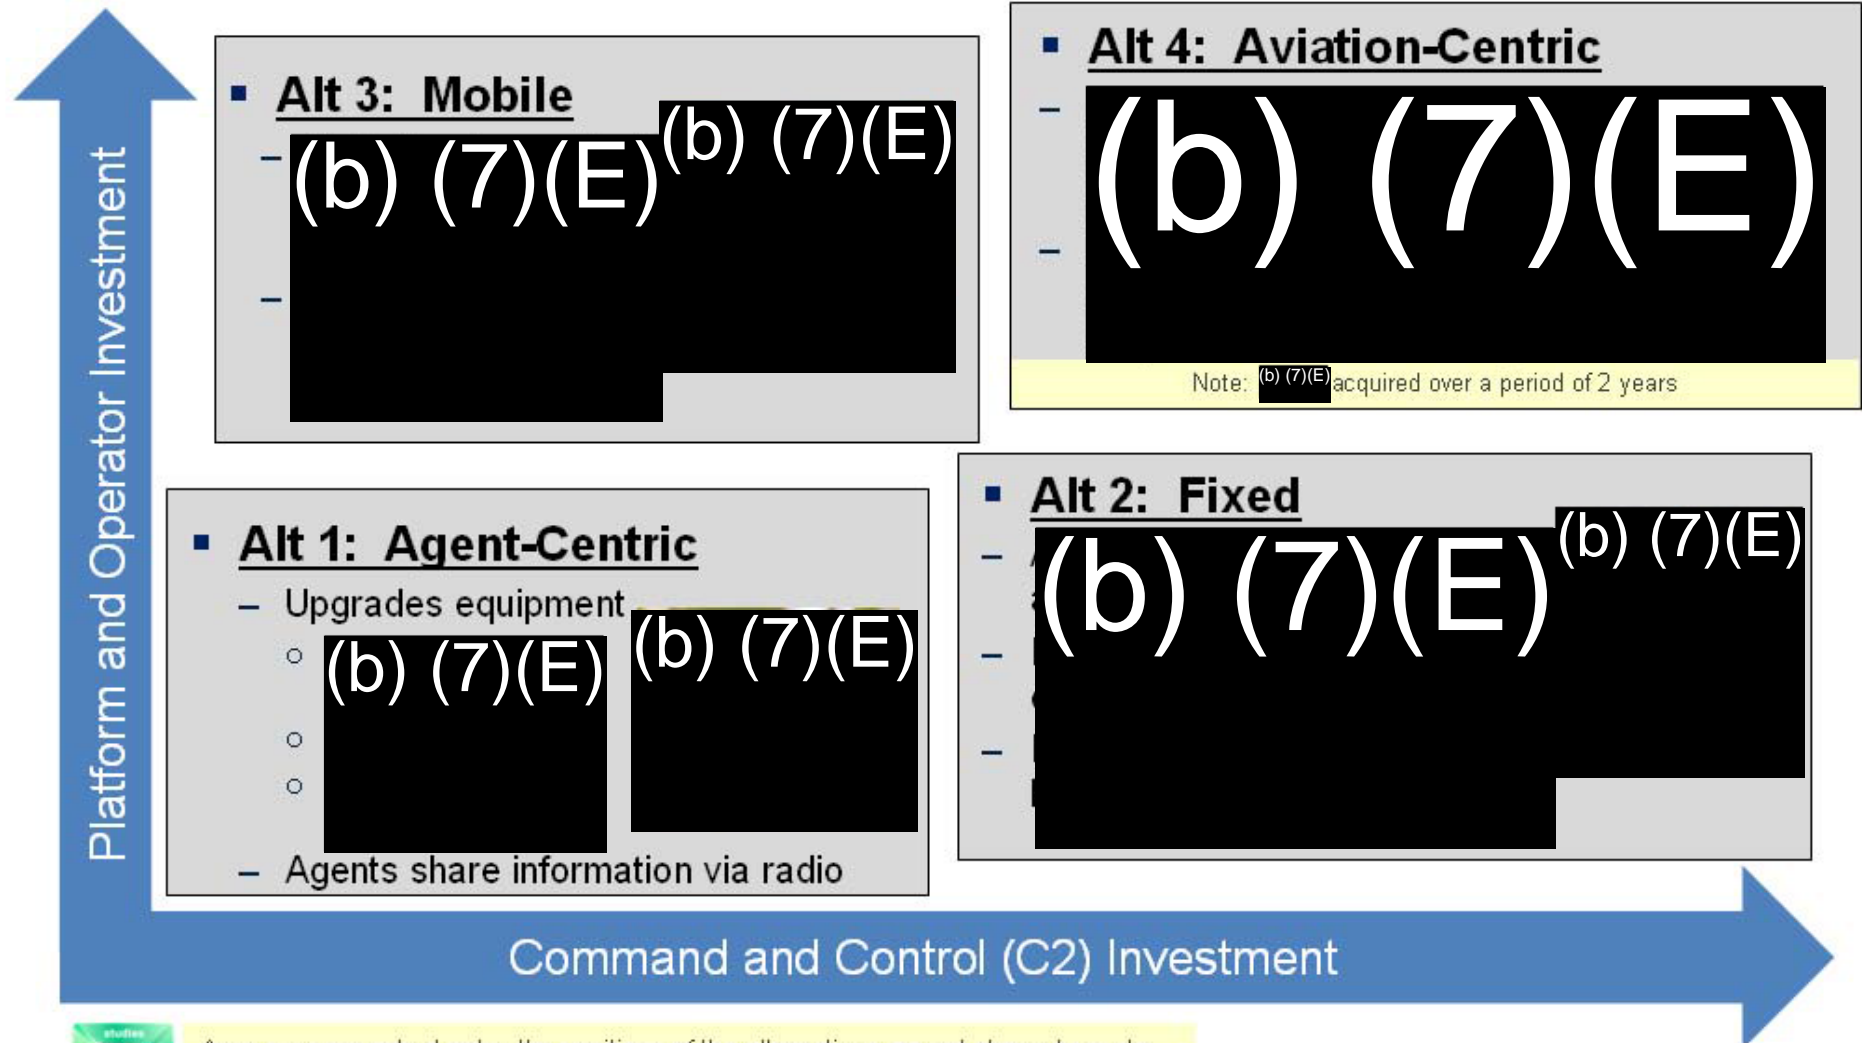 Platform and Operator Investment
Alt 3: Mobile
(b) (7)(E)
(b) (7)(E)
Alt 4: Aviation-Centric
(b) (7)(E)
Note: (b) (7)(E) acquired over a period of 2 years
Alt 1: Agent-Centric
– Upgrades equipment
(b) (7)(E)
(b) (7)(E)
– Agents share information via radio
Alt 2: Fixed
(b) (7)(E)
(b) (7)(E)
Command and Control (C2) Investment
studies